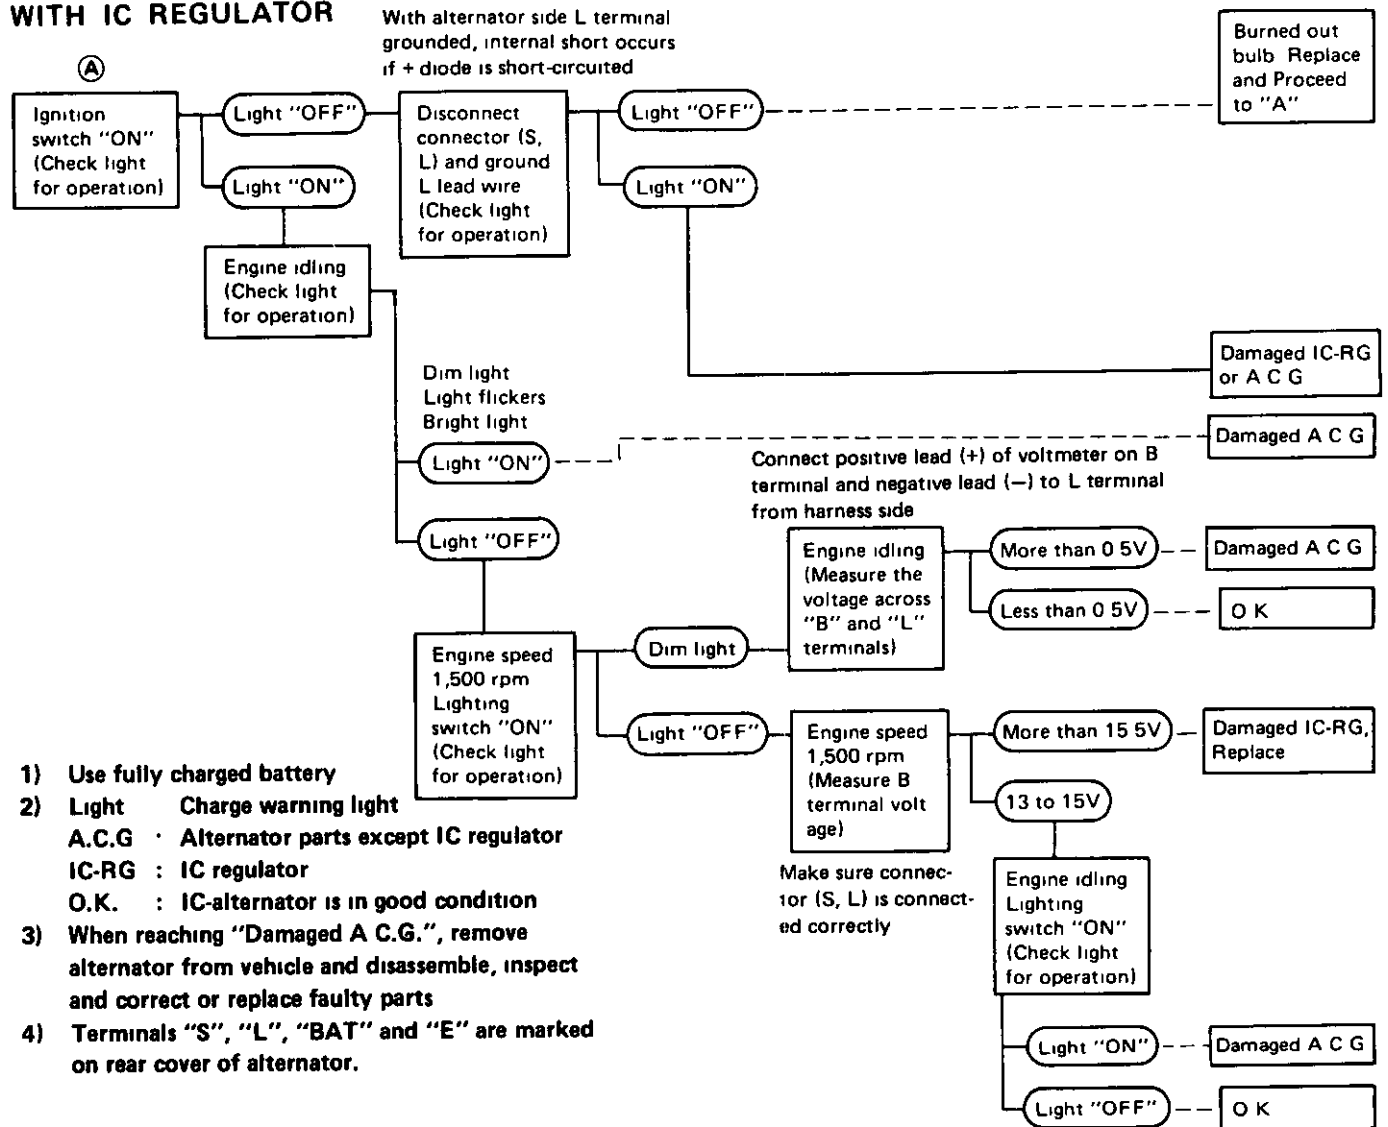 WITH IC REGULATOR
With alternator side L terminal
grounded, internal short occurs
if + diode is short-circuited
A
Ignition
switch "ON"
(Check light
for operation)
Light "OFF"
Light "ON"
Disconnect
connector (S,
L) and ground
L lead wire
(Check light
for operation)
Light "OFF"
Light "ON"
Burned out
bulb Replace
and Proceed
to "A"
Engine idling
(Check light
for operation)
Damaged IC-RG
or A C G
Dim light
Light flickers
Bright light
Light "ON"
Damaged A C G
Light "OFF"
Connect positive lead (+) of voltmeter on B
terminal and negative lead (−) to L terminal
from harness side
Engine speed
1,500 rpm
Lighting
switch "ON"
(Check light
for operation)
Dim light
Engine idling
(Measure the
voltage across
"B" and "L"
terminals)
More than 0 5V
Damaged A C G
Less than 0 5V
O K
Light "OFF"
Engine speed
1,500 rpm
(Measure B
terminal volt
age)
More than 15 5V
Damaged IC-RG,
Replace
13 to 15V
Make sure connec-
tor (S, L) is connect-
ed correctly
Engine idling
Lighting
switch "ON"
(Check light
for operation)
Light "ON"
Damaged A C G
Light "OFF"
O K
1) Use fully charged battery
2) Light Charge warning light
A.C.G · Alternator parts except IC regulator
IC-RG : IC regulator
O.K. : IC-alternator is in good condition
3) When reaching "Damaged A C.G.", remove
alternator from vehicle and disassemble, inspect
and correct or replace faulty parts
4) Terminals "S", "L", "BAT" and "E" are marked
on rear cover of alternator.